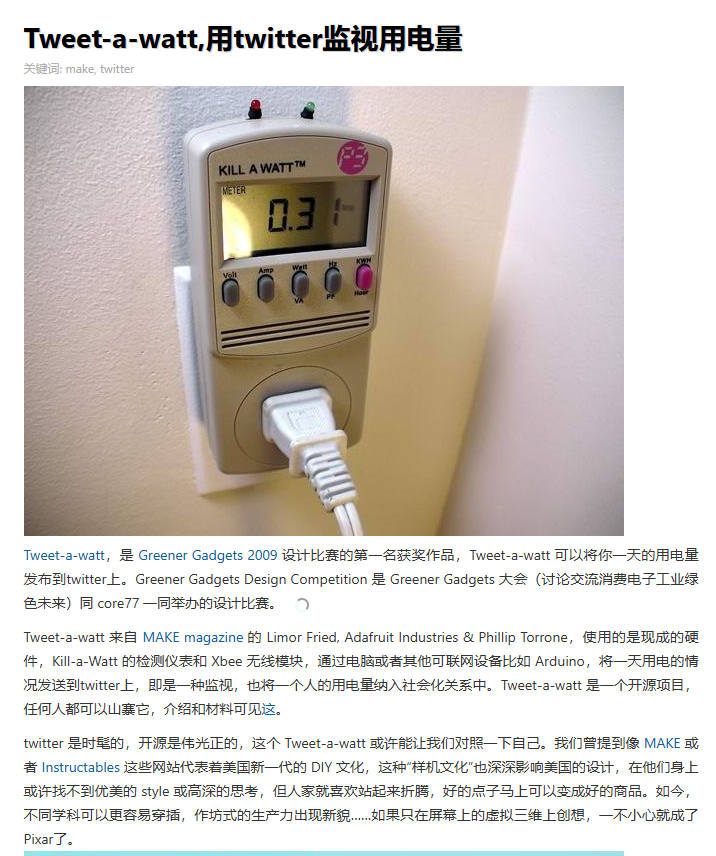 Tweet-a-watt,用twitter监视用电量
关键词: make, twitter
P3
KILL A WATT™
METER
0.3
Volt Amp Watt Hz KWH
VA PF Hour
Tweet-a-watt，是 Greener Gadgets 2009 设计比赛的第一名获奖作品，Tweet-a-watt 可以将你一天的用电量
发布到twitter上。Greener Gadgets Design Competition 是 Greener Gadgets 大会（讨论交流消费电子工业绿
色未来）同 core77 一同举办的设计比赛。
Tweet-a-watt 来自 MAKE magazine 的 Limor Fried, Adafruit Industries & Phillip Torrone，使用的是现成的硬
件，Kill-a-Watt 的检测仪表和 Xbee 无线模块，通过电脑或者其他可联网设备比如 Arduino，将一天用电的情
况发送到twitter上，即是一种监视，也将一个人的用电量纳入社会化关系中。Tweet-a-watt 是一个开源项目，
任何人都可以山寨它，介绍和材料可见这。
twitter 是时髦的，开源是伟光正的，这个 Tweet-a-watt 或许能让我们对照一下自己。我们曾提到像 MAKE 或
者 Instructables 这些网站代表着美国新一代的 DIY 文化，这种“样机文化”也深深影响美国的设计，在他们身上
或许找不到优美的 style 或高深的思考，但人家就喜欢站起来折腾，好的点子马上可以变成好的商品。如今，
不同学科可以更容易穿插，作坊式的生产力出现新貌......如果只在屏幕上的虚拟三维上创想，一不小心就成了
Pixar了。